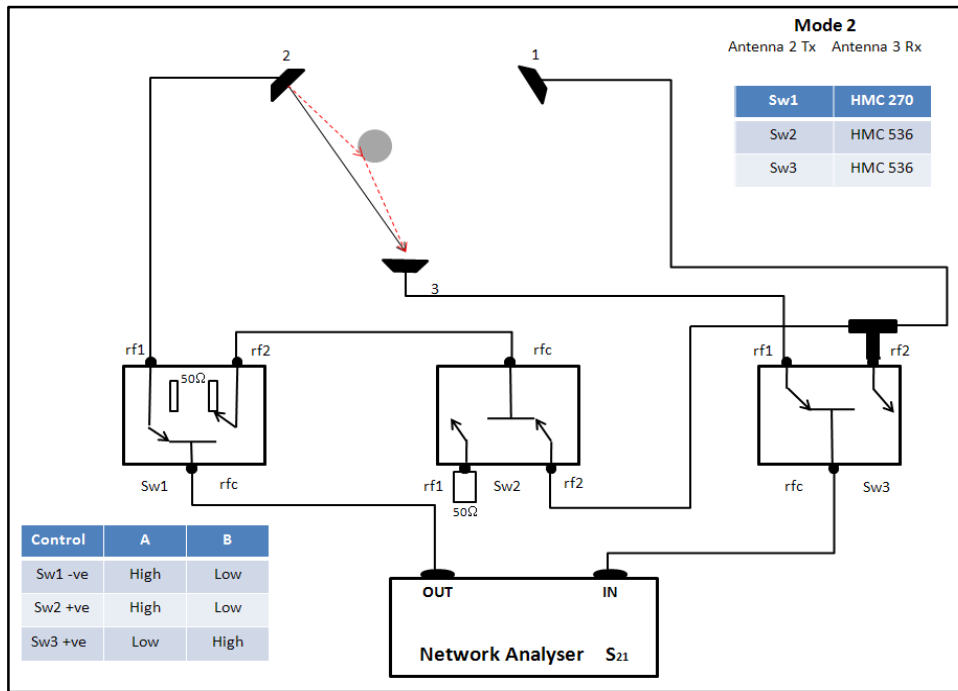 Mode 2
Antenna 2 Tx Antenna 3 Rx
2
1
Sw1 HMC 270
Sw2 HMC 536
Sw3 HMC 536
3
rf1 rf2
50Ω
rfc
rf1 rf2
Sw1 rfc
rf1 Sw2 rf2
50Ω
rfc Sw3
Control A B
Sw1 -ve High Low
Sw2 +ve High Low
Sw3 +ve Low High
OUT IN
Network Analyser S21